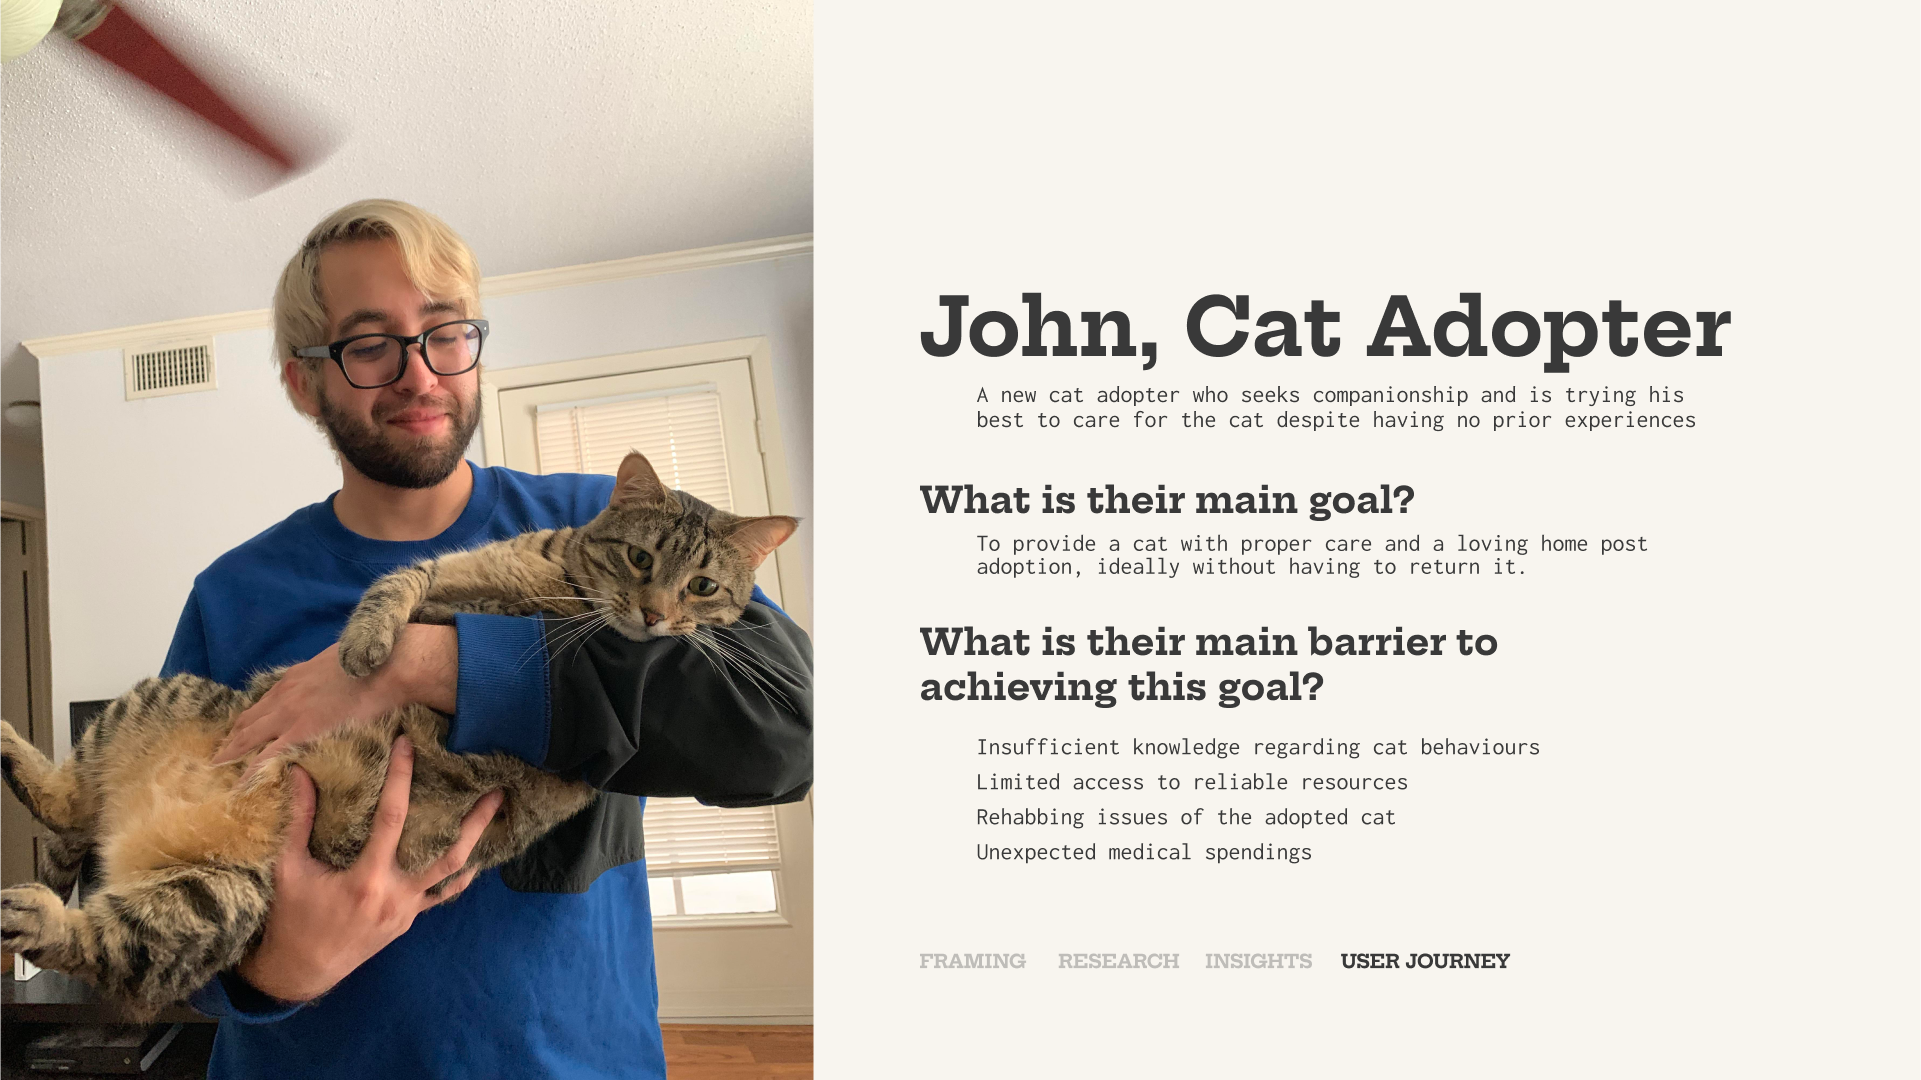 John, Cat Adopter
A new cat adopter who seeks companionship and is trying his
best to care for the cat despite having no prior experiences
What is their main goal?
To provide a cat with proper care and a loving home post
adoption, ideally without having to return it.
What is their main barrier to
achieving this goal?
Insufficient knowledge regarding cat behaviours
Limited access to reliable resources
Rehabbing issues of the adopted cat
Unexpected medical spendings
FRAMING RESEARCH INSIGHTS USER JOURNEY